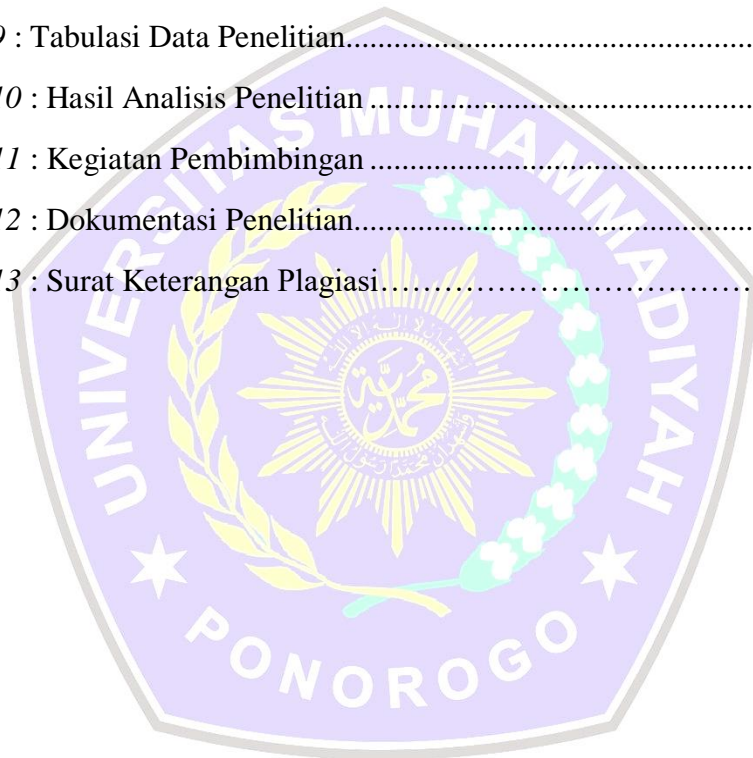 9 : Tabulasi Data Penelitian...................................................
10 : Hasil Analisis Penelitian ................................................
11 : Kegiatan Pembimbingan ................................................
12 : Dokumentasi Penelitian..................................................
13 : Surat Keterangan Plagiasi……………………………
UNIVERSITAS MUHAMMADIYAH
PONOROGO
محمدية